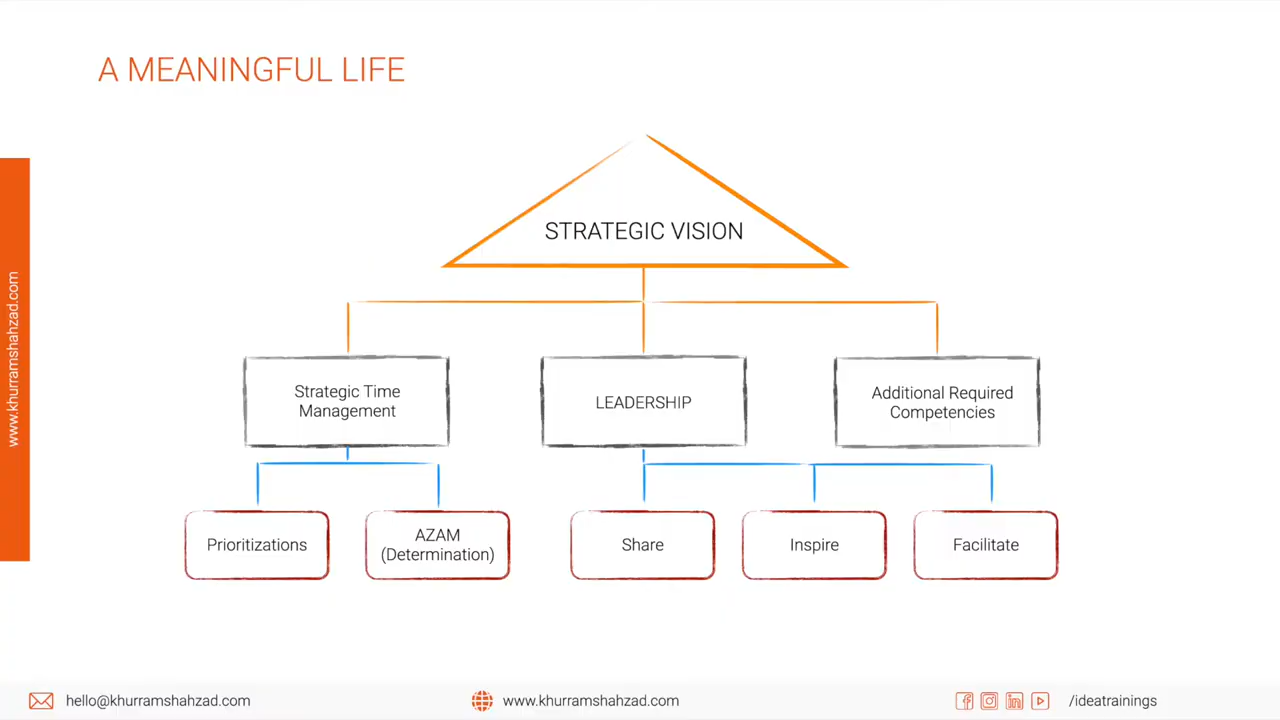 A MEANINGFUL LIFE
www.khurramshahzad.com
STRATEGIC VISION
Strategic Time
Management
LEADERSHIP
Additional Required
Competencies
Prioritizations
AZAM
(Determination)
Share
Inspire
Facilitate
hello@khurramshahzad.com
www.khurramshahzad.com
/ideatrainings